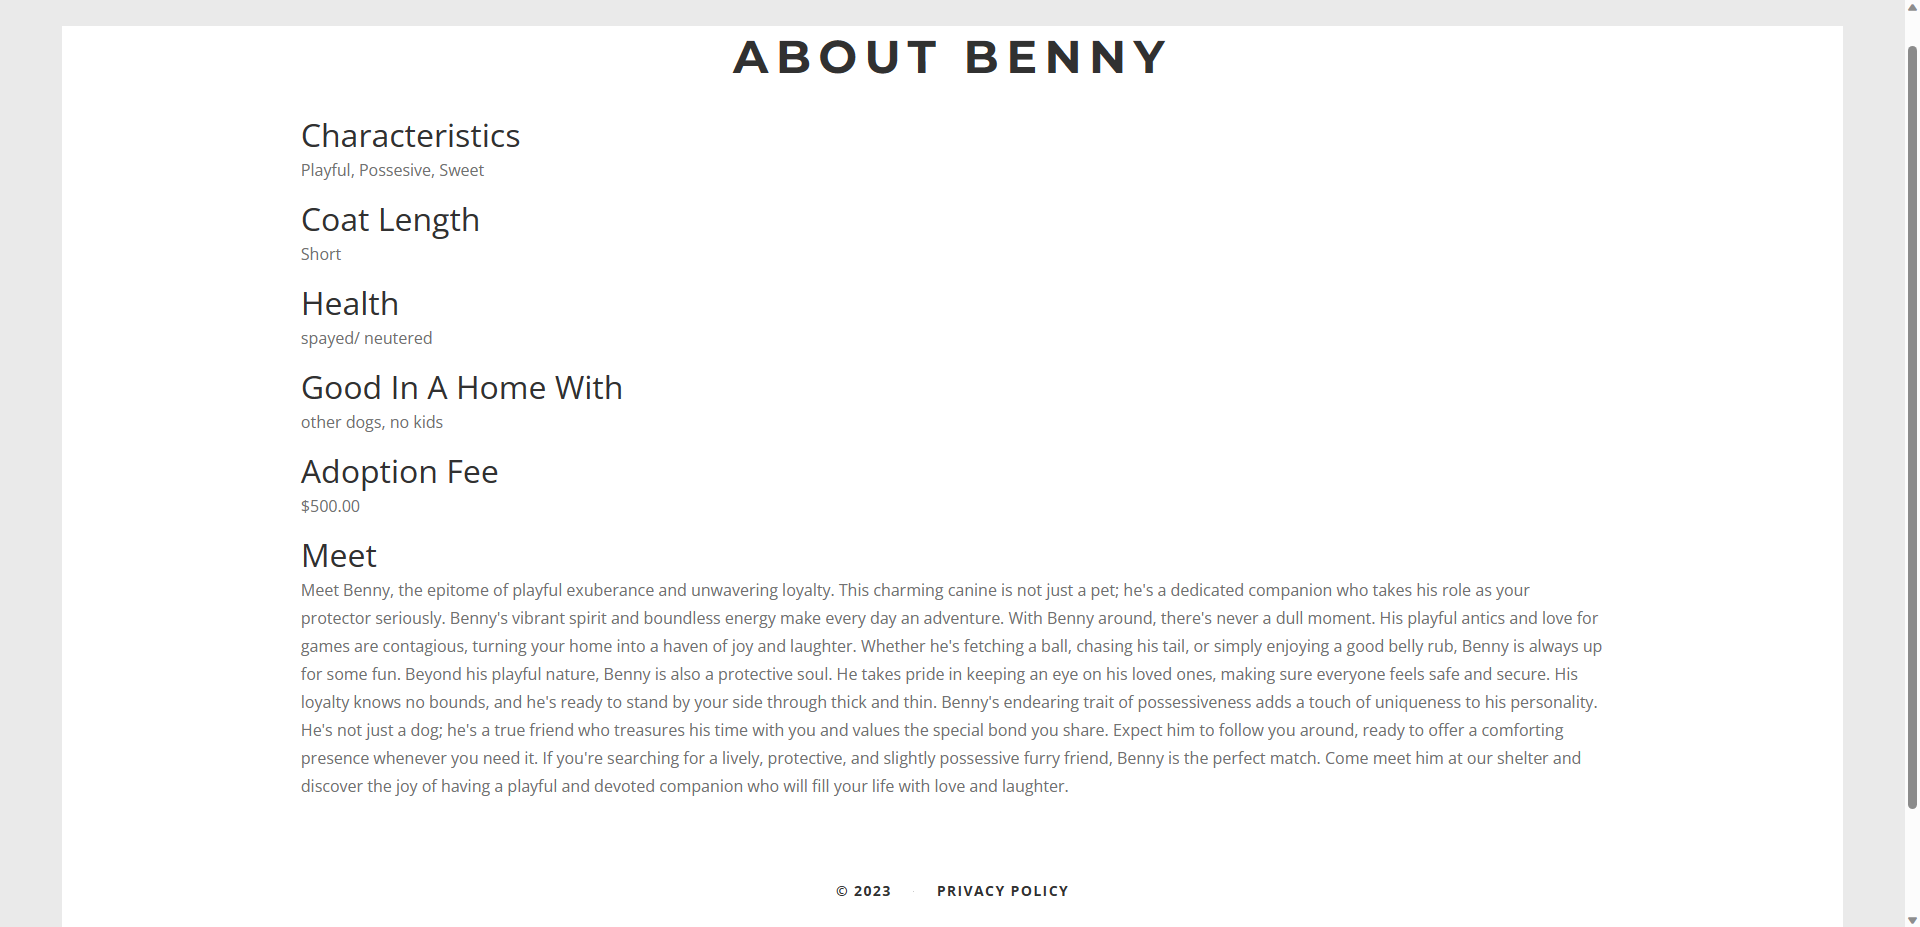 ABOUT BENNY
Characteristics
Playful, Possesive, Sweet
Coat Length
Short
Health
spayed/ neutered
Good In A Home With
other dogs, no kids
Adoption Fee
$500.00
Meet
Meet Benny, the epitome of playful exuberance and unwavering loyalty. This charming canine is not just a pet; he's a dedicated companion who takes his role as your
protector seriously. Benny's vibrant spirit and boundless energy make every day an adventure. With Benny around, there's never a dull moment. His playful antics and love for
games are contagious, turning your home into a haven of joy and laughter. Whether he's fetching a ball, chasing his tail, or simply enjoying a good belly rub, Benny is always up
for some fun. Beyond his playful nature, Benny is also a protective soul. He takes pride in keeping an eye on his loved ones, making sure everyone feels safe and secure. His
loyalty knows no bounds, and he's ready to stand by your side through thick and thin. Benny's endearing trait of possessiveness adds a touch of uniqueness to his personality.
He's not just a dog; he's a true friend who treasures his time with you and values the special bond you share. Expect him to follow you around, ready to offer a comforting
presence whenever you need it. If you're searching for a lively, protective, and slightly possessive furry friend, Benny is the perfect match. Come meet him at our shelter and
discover the joy of having a playful and devoted companion who will fill your life with love and laughter.
© 2023 · PRIVACY POLICY